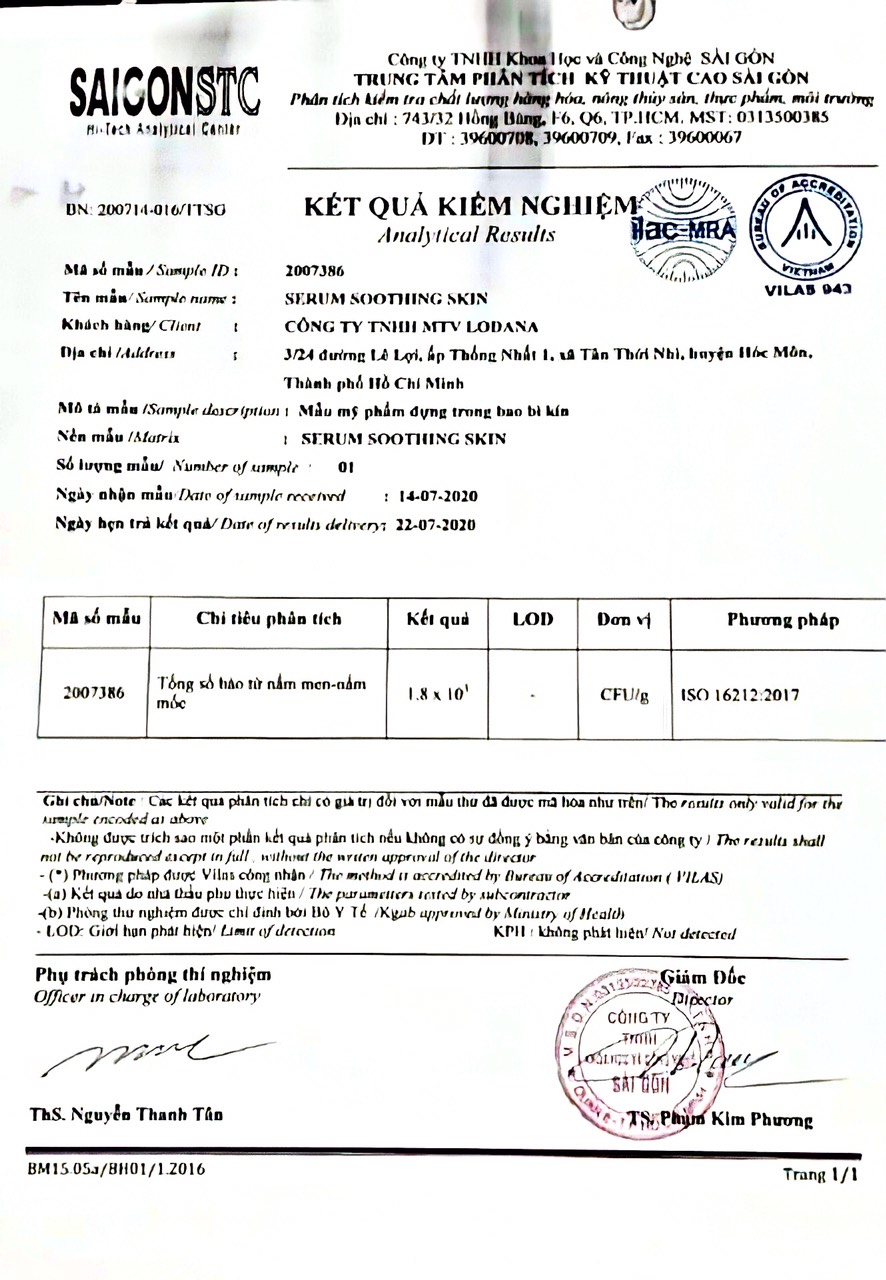 SAIGONSTC
Hi-Tech Analytical Center
Công ty TNHH Khoa Học và Công Nghệ SÀI GÒN
TRUNG TÂM PHÂN TÍCH KỸ THUẬT CAO SÀI GÒN
Phân tích kiểm tra chất lượng hàng hóa, nông thủy sản, thực phẩm, môi trường
Địa chỉ : 743/32 Hồng Bàng, F6, Q6, TP.HCM, MST: 0313500385
ĐT : 39600708, 39600709, Fax : 39600067
KẾT QUẢ KIỂM NGHIỆM
Analytical Results
ilac-MRA
BUREAU OF ACCREDITATION
VIETNAM
VILAS 943
Mã số mẫu / Sample ID : 2007386
Tên mẫu/ Sample name : SERUM SOOTHING SKIN
Khách hàng/ Client : CÔNG TY TNHH MTV LODANA
Địa chỉ /Address : 3/24 đường Lê Lợi, ấp Thống Nhất 1, xã Tân Thới Nhì, huyện Hóc Môn,
Thành phố Hồ Chí Minh
Mô tả mẫu /Sample description : Mẫu mỹ phẩm đựng trong bao bì kín
Nền mẫu /Matrix : SERUM SOOTHING SKIN
Số lượng mẫu/ Number of sample : 01
Ngày nhận mẫu/Date of sample received : 14-07-2020
Ngày hẹn trả kết quả/ Date of results delivery: 22-07-2020
Mã số mẫu Chỉ tiêu phân tích Kết quả LOD Đơn vị Phương pháp
2007386 Tổng số bào tử nấm men-nấm mốc 1.8 x 10¹ - CFU/g ISO 16212:2017
Ghi chú/Note : Các kết quả phân tích chỉ có giá trị đối với mẫu thử đã được mã hóa như trên/ The results only valid for the
sample encoded as above
-Không được trích sao một phần kết quả phân tích nếu không có sự đồng ý bằng văn bản của công ty / The results shall
not be reproduced except in full , without the writen approval of the director
- (*) Phương pháp được Vilas công nhận / The method is accredited by Bureau of Accreditation ( VILAS)
-(a) Kết quả do nhà thầu phụ thực hiện / The parametters tested by subcontractor
-(b) Phòng thử nghiệm được chỉ định bởi Bộ Y Tế / approved by Ministry of Health
- LOD: Giới hạn phát hiện/ Limit of detection KPH : không phát hiện/ Not detected
Phụ trách phòng thí nghiệm
Officer in charge of laboratory
Giám Đốc
Director
CÔNG TY
TNHH
SÀI GÒN
ThS. Nguyễn Thanh Tân
TS. Phạm Kim Phương
BM15.05a/BH01/1.2016
Trang 1/1